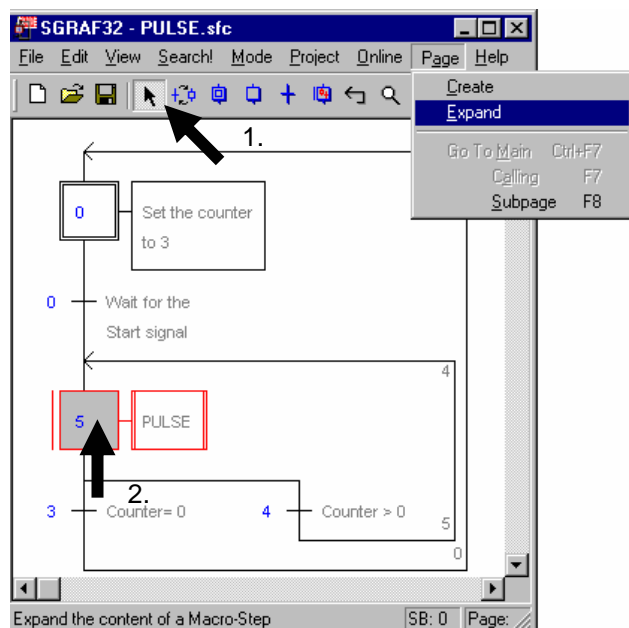 SGRAF32 - PULSE.sfc
File Edit View Search! Mode Project Online Page Help
Create
Expand
Go To Main Ctrl+F7
Calling F7
Subpage F8
1.
0
Set the counter
to 3
0
Wait for the
Start signal
4
5
PULSE
2.
3
Counter= 0
4
Counter > 0
5
0
Expand the content of a Macro-Step SB: 0 Page: